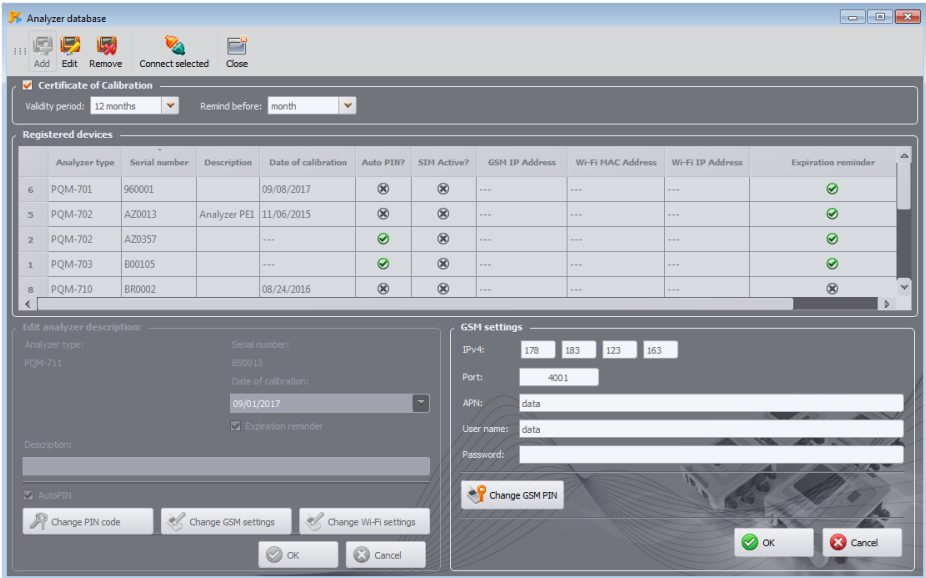 Analyzer database
Add Edit Remove Connect selected Close
Certificate of Calibration
Validity period: 12 months Remind before: month
Registered devices
Analyzer type Serial number Description Date of calibration Auto PIN? SIM Active? GSM IP Address Wi-Fi MAC Address Wi-Fi IP Address Expiration reminder
6 PQM-701 960001 09/08/2017 --- --- ---
5 PQM-702 AZ0013 Analyzer PE1 11/06/2015 --- --- ---
2 PQM-702 AZ0357 --- --- --- ---
1 PQM-703 B00105 --- --- --- ---
8 PQM-710 BR0002 08/24/2016 --- --- ---
Edit analyzer description:
Analyzer type: Serial number:
PQM-711 BS0013
Date of calibration:
09/01/2017
Expiration reminder
Description:
AutoPIN
Change PIN code Change GSM settings Change Wi-Fi settings
OK Cancel
GSM settings
IPv4: 178 183 123 163
Port: 4001
APN: data
User name: data
Password:
Change GSM PIN
OK Cancel